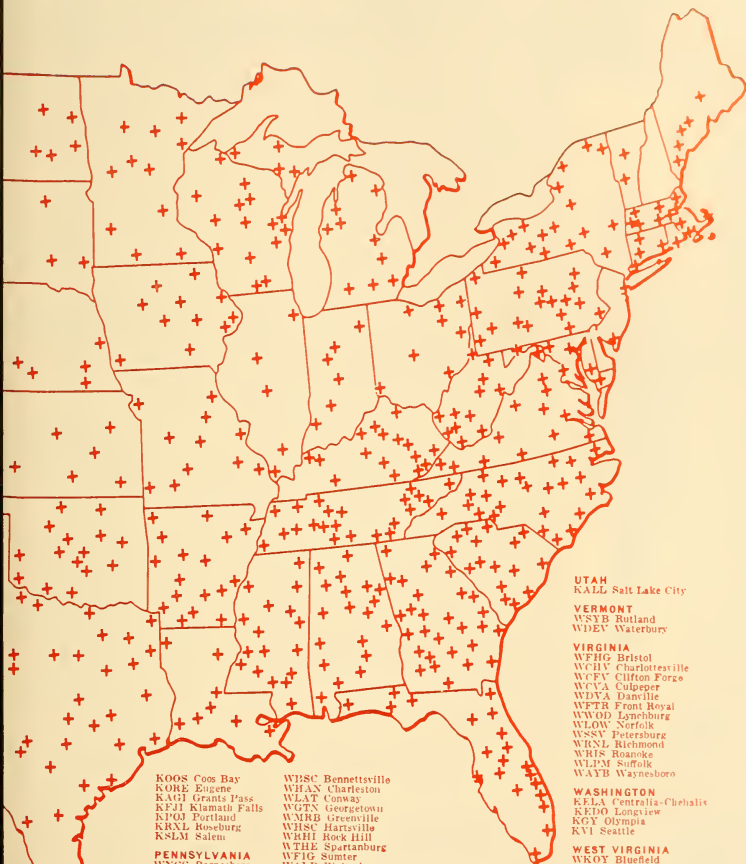 KOOS Coos Bay
KORE Eugene
KAGI Grants Pass
KFJI Klamath Falls
KPOJ Portland
KRXL Roseburg
KSLM Salem
PENNSYLVANIA
WBSC Bennettsville
WHAN Charleston
WLAT Conway
WGTN Georgetown
WMRB Greenville
WHSC Hartsville
WRHI Rock Hill
WTHE Spartanburg
WFIG Sumter
UTAH
KALL Salt Lake City
VERMONT
WSYB Rutland
WDEV Waterbury
VIRGINIA
WFHG Bristol
WCHV Charlottesville
WCFV Clifton Forge
WCVA Culpeper
WDVA Danville
WFTR Front Royal
WWOD Lynchburg
WLOW Norfolk
WSSV Petersburg
WRNL Richmond
WRIS Roanoke
WLPM Suffolk
WAYB Waynesboro
WASHINGTON
KELA Centralia-Chehalis
KEDO Longview
KGY Olympia
KVI Seattle
WEST VIRGINIA
WKOY Bluefield